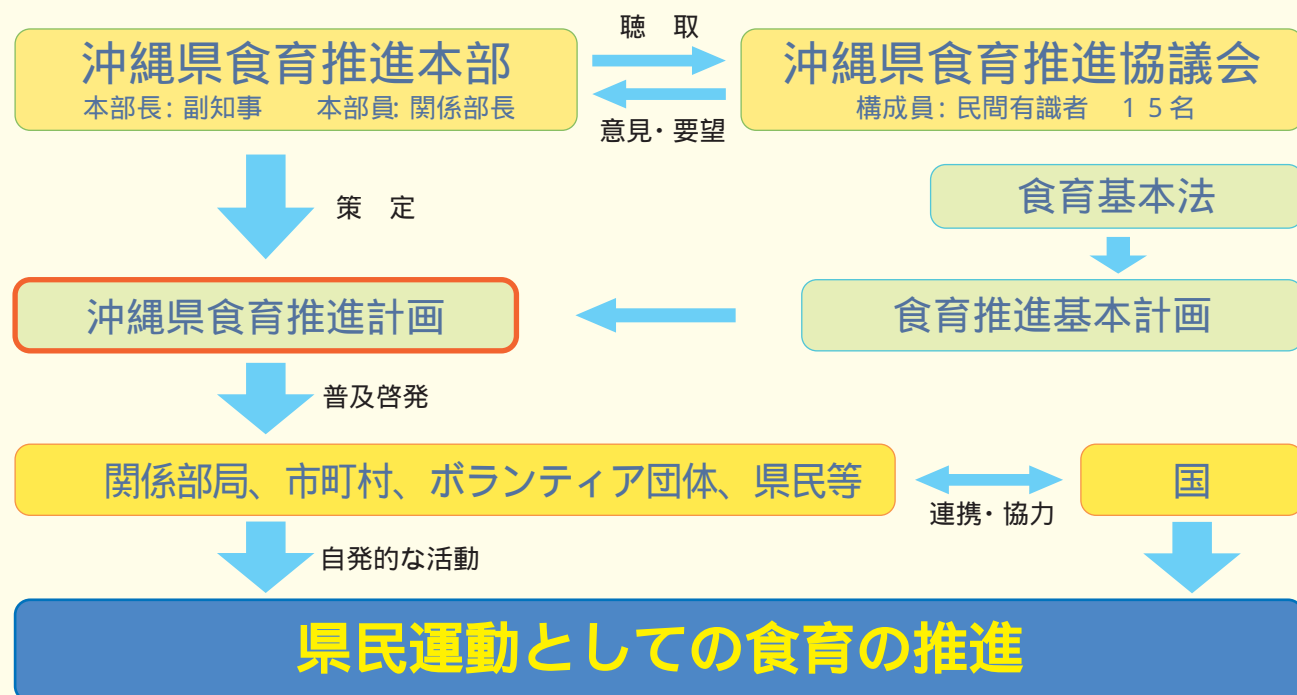 聴　取
沖縄県食育推進本部
本部長：副知事　　本部員：関係部長
沖縄県食育推進協議会
構成員：民間有識者　１５名
意見・要望
策　定
食育基本法
沖縄県食育推進計画
食育推進基本計画
普及啓発
関係部局、市町村、ボランティア団体、県民等
連携・協力
国
自発的な活動
県民運動としての食育の推進